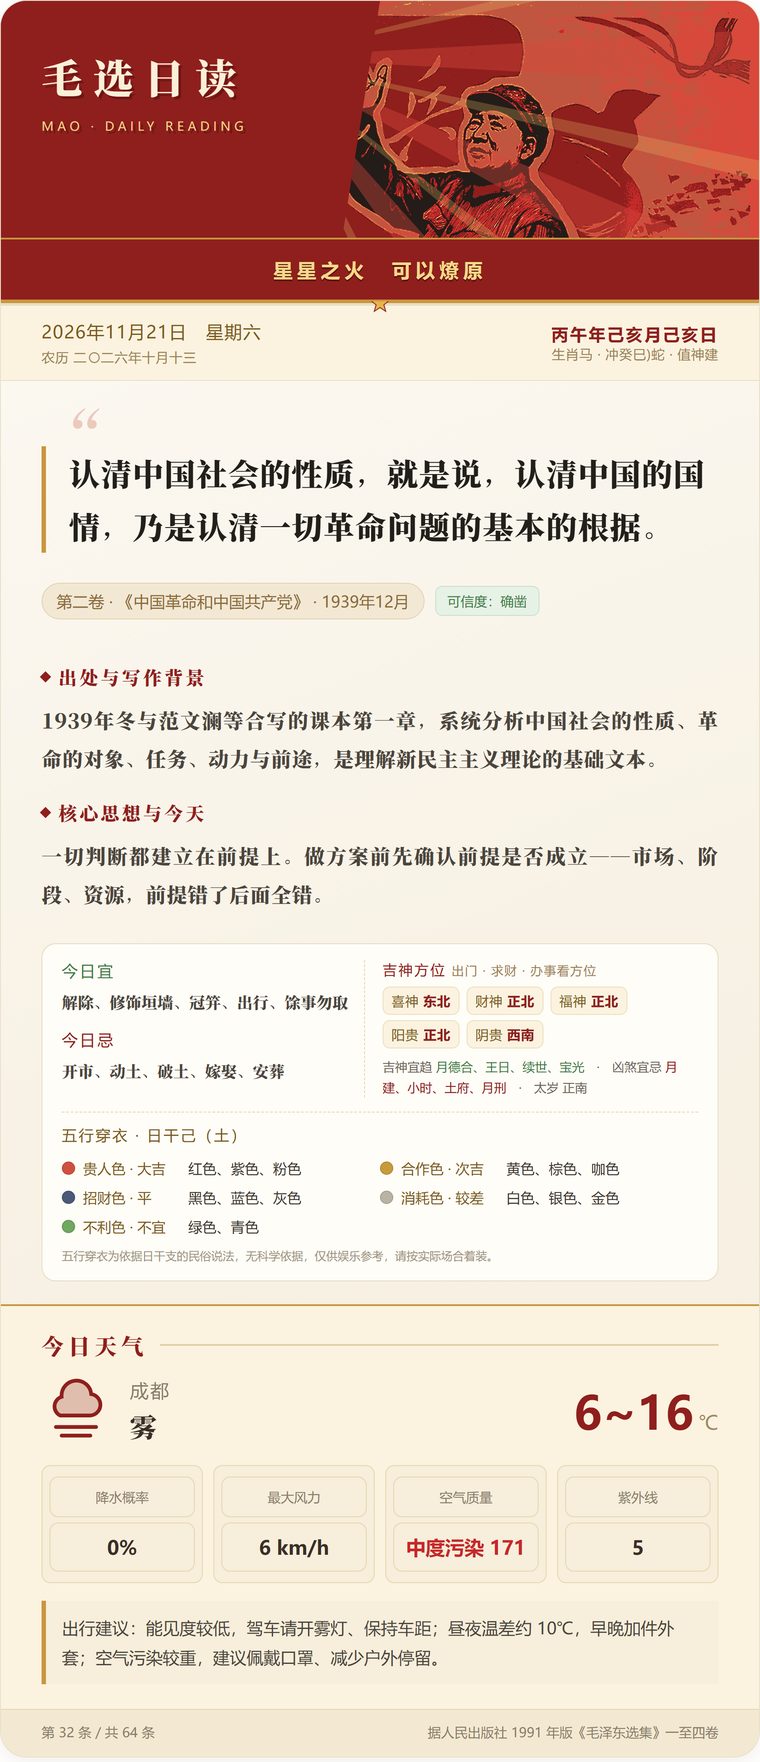 毛选日读
MAO · DAILY READING
星星之火 可以燎原
2026年11月21日 星期六
农历 二〇二六年十月十三
丙午年己亥月己亥日
生肖马 · 冲癸巳)蛇 · 值神建
“
认清中国社会的性质，就是说，认清中国的国
情，乃是认清一切革命问题的基本的根据。
第二卷 · 《中国革命和中国共产党》 · 1939年12月
可信度：确凿
出处与写作背景
1939年冬与范文澜等合写的课本第一章，系统分析中国社会的性质、革
命的对象、任务、动力与前途，是理解新民主主义理论的基础文本。
核心思想与今天
一切判断都建立在前提上。做方案前先确认前提是否成立——市场、阶
段、资源，前提错了后面全错。
今日宜
解除、修饰垣墙、冠笄、出行、馀事勿取
今日忌
开市、动土、破土、嫁娶、安葬
吉神方位 出门 · 求财 · 办事看方位
喜神 东北 财神 正北 福神 正北
阳贵 正北 阴贵 西南
吉神宜趋 月德合、王日、续世、宝光 · 凶煞宜忌 月
建、小时、土府、月刑 · 太岁 正南
五行穿衣 · 日干己（土）
贵人色 · 大吉 红色、紫色、粉色
合作色 · 次吉 黄色、棕色、咖色
招财色 · 平 黑色、蓝色、灰色
消耗色 · 较差 白色、银色、金色
不利色 · 不宜 绿色、青色
五行穿衣为依据日干支的民俗说法，无科学依据，仅供娱乐参考，请按实际场合着装。
今日天气
成都
雾
6~16 ℃
降水概率
0%
最大风力
6 km/h
空气质量
中度污染 171
紫外线
5
出行建议：能见度较低，驾车请开雾灯、保持车距；昼夜温差约 10℃，早晚加件外
套；空气污染较重，建议佩戴口罩、减少户外停留。
第 32 条 / 共 64 条
据人民出版社 1991 年版《毛泽东选集》一至四卷